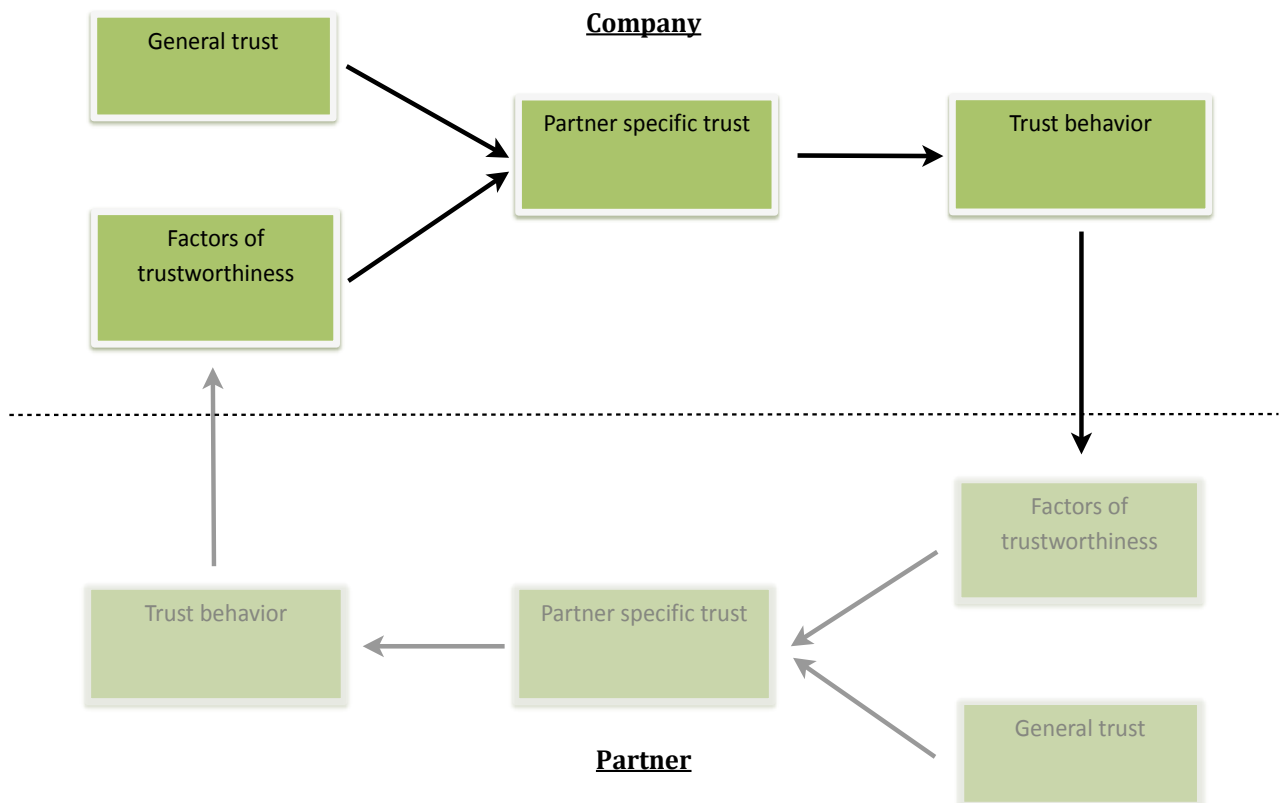 Company
General trust
Partner specific trust
Trust behavior
Factors of
trustworthiness
Factors of
trustworthiness
Trust behavior
Partner specific trust
General trust
Partner